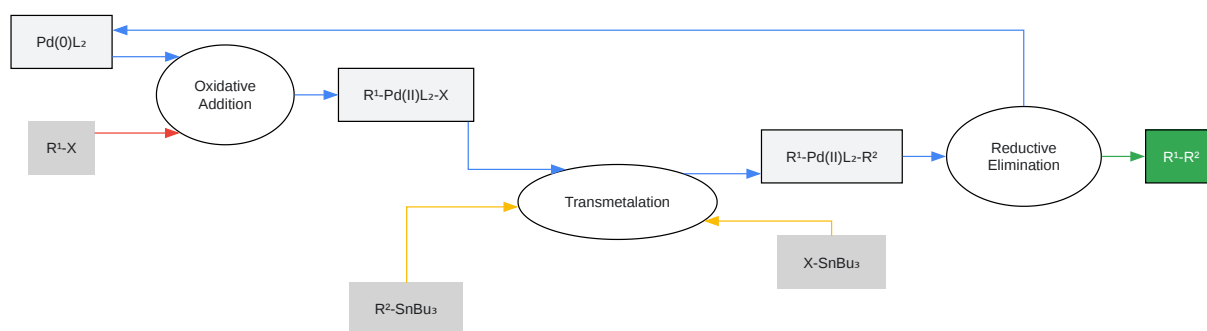 Pd(0)L₂
Oxidative
Addition
R¹-Pd(II)L₂-X
R¹-X
R¹-Pd(II)L₂-R²
Reductive
Elimination
R¹-R²
Transmetalation
X-SnBu₃
R²-SnBu₃